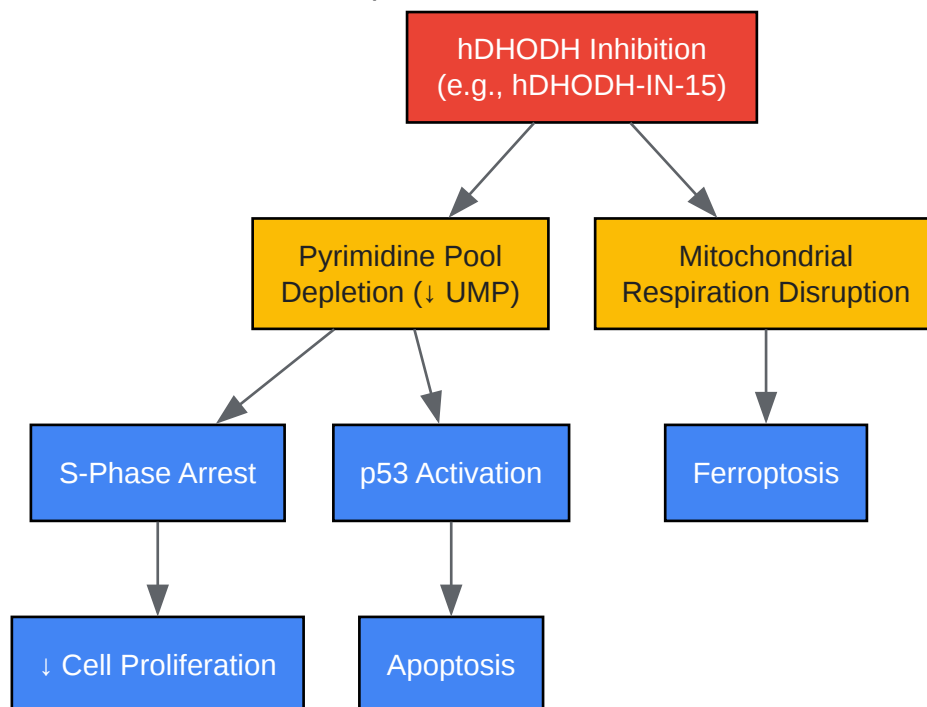 hDHODH Inhibition
(e.g., hDHODH-IN-15)
Pyrimidine Pool
Depletion (↓ UMP)
Mitochondrial
Respiration Disruption
S-Phase Arrest
p53 Activation
Ferroptosis
↓ Cell Proliferation
Apoptosis